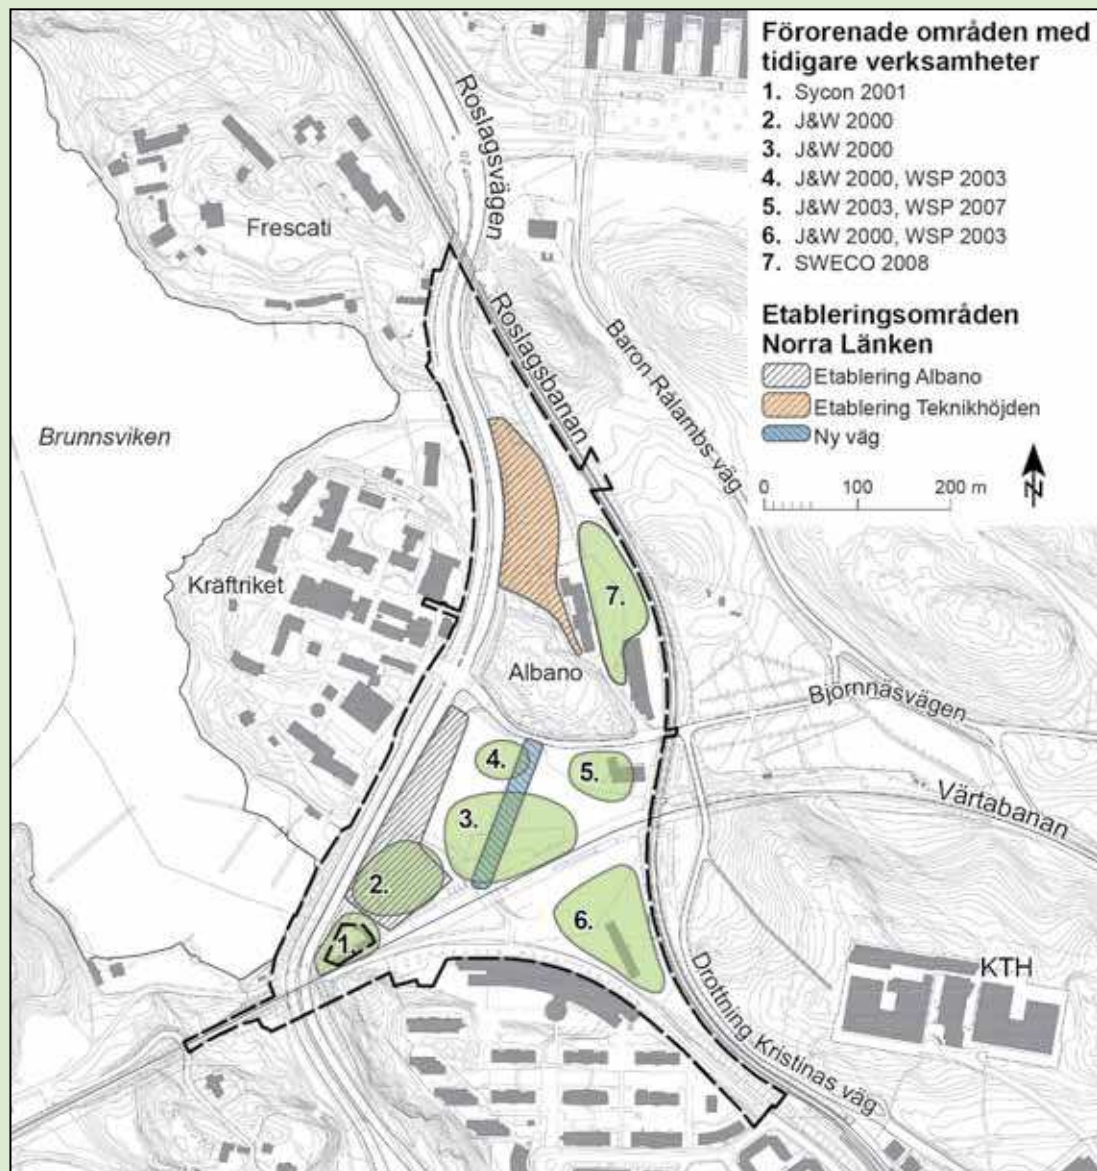 Förorenade områden med
tidigare verksamheter
1. Sycon 2001
2. J&W 2000
3. J&W 2000
4. J&W 2000, WSP 2003
5. J&W 2003, WSP 2007
6. J&W 2000, WSP 2003
7. SWECO 2008
Etableringsområden
Norra Länken
Etablering Albano
Etablering Teknikhöjden
Ny väg
0 100 200 m
N
Roslagsvägen
Frescati
Roslagsbanan
Baron Rålambs väg
Brunnsviken
Kräftriket
7.
Albano
Björnnäsvägen
4.
5.
Värtabanan
3.
2.
6.
1.
KTH
Drottning Kristinas väg